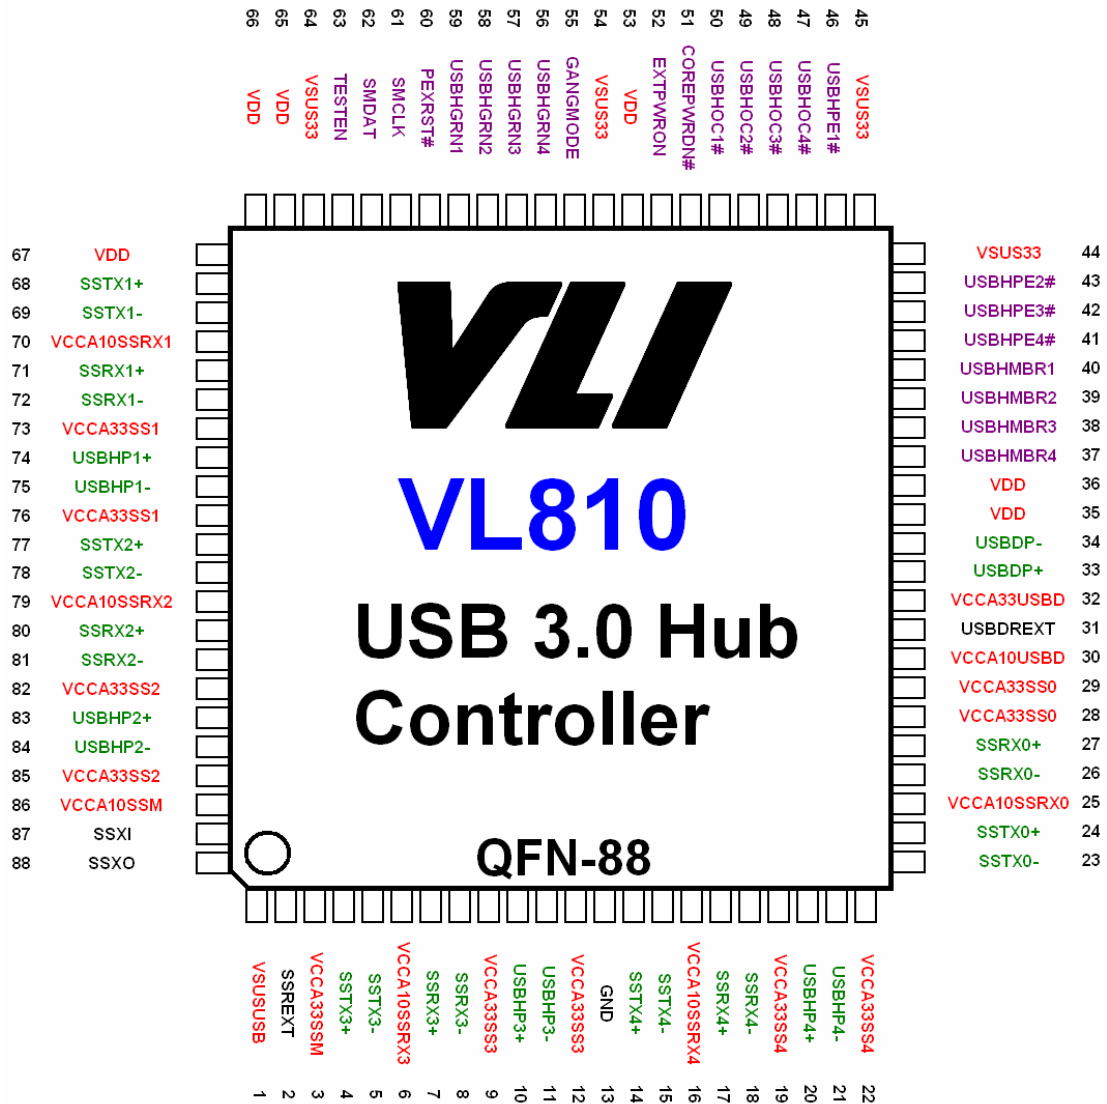 66 65 64 63 62 61 60 59 58 57 56 55 54 53 52 51 50 49 48 47 46 45
VDD VDD VSUS33 TESTEN SMDAT SMCLK PEXRST# USBHGRN1 USBHGRN2 USBHGRN3 USBHGRN4 GANGMODE VSUS33 VDD EXTPWRON COREPWRDN# USBHOC1# USBHOC2# USBHOC3# USBHOC4# USBHPE1# VSUS33
67 VDD
68 SSTX1+
69 SSTX1-
70 VCCA10SSRX1
71 SSRX1+
72 SSRX1-
73 VCCA33SS1
74 USBHP1+
75 USBHP1-
76 VCCA33SS1
77 SSTX2+
78 SSTX2-
79 VCCA10SSRX2
80 SSRX2+
81 SSRX2-
82 VCCA33SS2
83 USBHP2+
84 USBHP2-
85 VCCA33SS2
86 VCCA10SSM
87 SSXI
88 SSXO
VLI
VL810
USB 3.0 Hub
Controller
QFN-88
VSUS33 44
USBHPE2# 43
USBHPE3# 42
USBHPE4# 41
USBHMBR1 40
USBHMBR2 39
USBHMBR3 38
USBHMBR4 37
VDD 36
VDD 35
USBDP- 34
USBDP+ 33
VCCA33USBD 32
USBDREXT 31
VCCA10USBD 30
VCCA33SS0 29
VCCA33SS0 28
SSRX0+ 27
SSRX0- 26
VCCA10SSRX0 25
SSTX0+ 24
SSTX0- 23
VSUSUSB SSREXT VCCA33SSM SSTX3+ SSTX3- VCCA10SSRX3 SSRX3+ SSRX3- VCCA33SS3 USBHP3+ USBHP3- VCCA33SS3 GND SSTX4+ SSTX4- VCCA10SSRX4 SSRX4+ SSRX4- VCCA33SS4 USBHP4+ USBHP4- VCCA33SS4
1 2 3 4 5 6 7 8 9 10 11 12 13 14 15 16 17 18 19 20 21 22